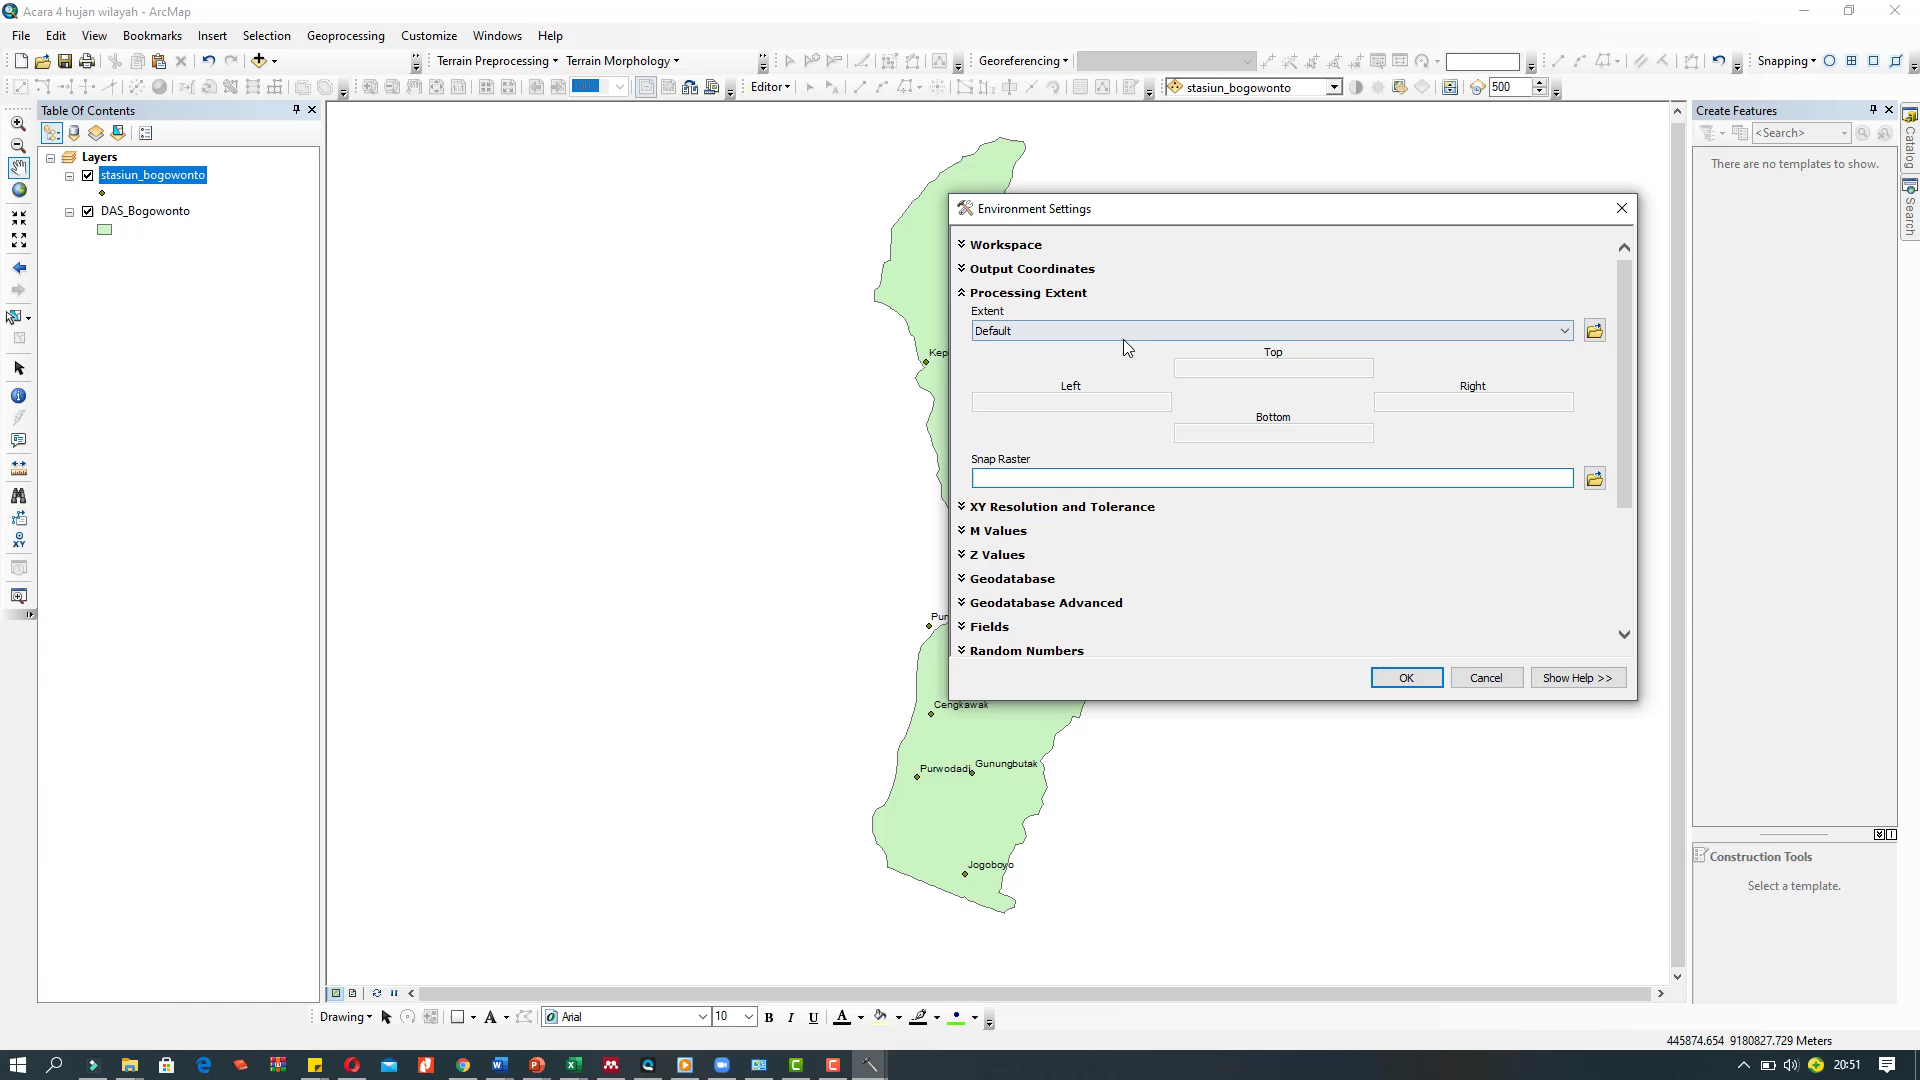 Acara 4 hujan wilayah - ArcMap
File Edit View Bookmarks Insert Selection Geoprocessing Customize Windows Help
Terrain Preprocessing Terrain Morphology Georeferencing Snapping
Editor stasiun_bogowonto 500
Table Of Contents
Layers
stasiun_bogowonto
DAS_Bogowonto
Create Features
<Search>
There are no templates to show.
Catalog
Search
Construction Tools
Select a template.
Environment Settings
Workspace
Output Coordinates
Processing Extent
Extent
Default
Top
Left
Right
Bottom
Snap Raster
XY Resolution and Tolerance
M Values
Z Values
Geodatabase
Geodatabase Advanced
Fields
Random Numbers
OK Cancel Show Help >>
Kep
Pur
Cengkawak
Purwodadi
Gunungbutak
Jogoboyo
Drawing Arial 10 B I U A
445874.654 9180827.729 Meters
20:51